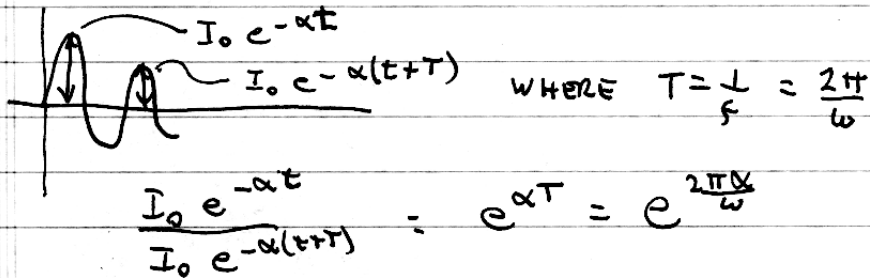 I₀ e^{-αt}
I₀ e^{-α(t+T)} WHERE T = 1/f = 2π/ω
I₀ e^{-αt} / I₀ e^{-α(t+T)} = e^{αT} = e^{2πα/ω}